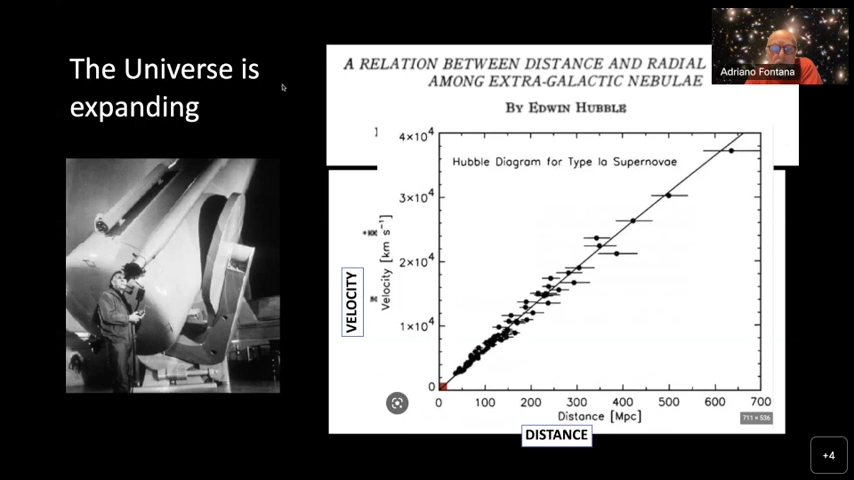 The Universe is
expanding
A RELATION BETWEEN DISTANCE AND RADIAL
AMONG EXTRA-GALACTIC NEBULAE
BY EDWIN HUBBLE
Adriano Fontana
Hubble Diagram for Type Ia Supernovae
4×10⁴
3×10⁴
2×10⁴
1×10⁴
0
Velocity [km s⁻¹]
VELOCITY
0 100 200 300 400 500 600 700
Distance [Mpc]
711 × 536
DISTANCE
+4